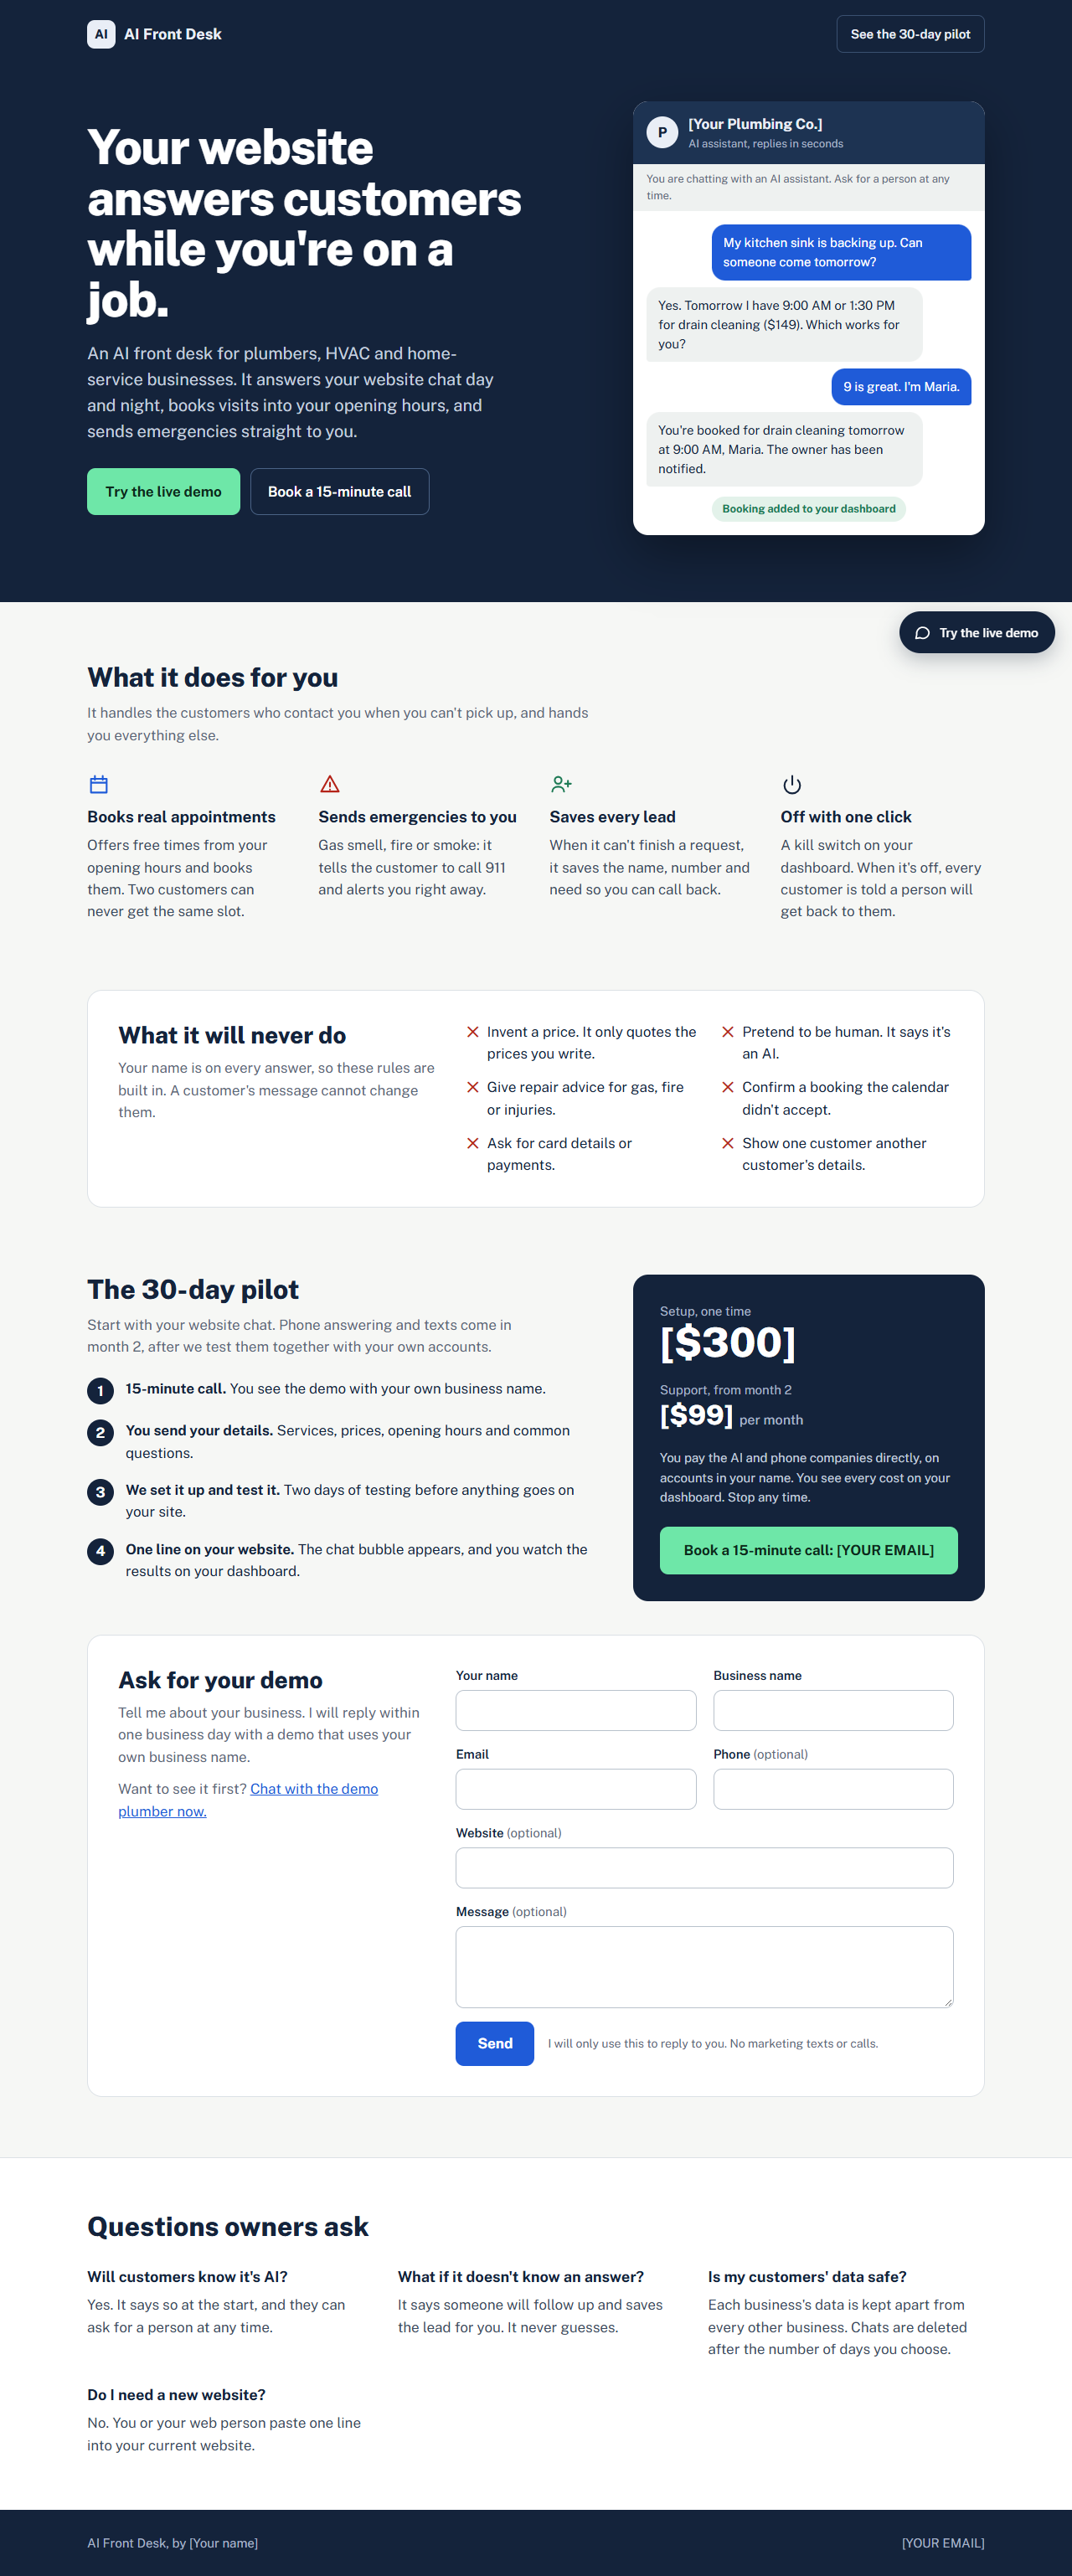 AI
AI Front Desk
See the 30-day pilot
Your website
answers customers
while you're on a
job.
An AI front desk for plumbers, HVAC and home-
service businesses. It answers your website chat day
and night, books visits into your opening hours, and
sends emergencies straight to you.
Try the live demo
Book a 15-minute call
P
[Your Plumbing Co.]
AI assistant, replies in seconds
You are chatting with an AI assistant. Ask for a person at any
time.
My kitchen sink is backing up. Can
someone come tomorrow?
Yes. Tomorrow I have 9:00 AM or 1:30 PM
for drain cleaning ($149). Which works for
you?
9 is great. I'm Maria.
You're booked for drain cleaning tomorrow
at 9:00 AM, Maria. The owner has been
notified.
Booking added to your dashboard
Try the live demo
What it does for you
It handles the customers who contact you when you can't pick up, and hands
you everything else.
Books real appointments
Offers free times from your
opening hours and books
them. Two customers can
never get the same slot.
Sends emergencies to you
Gas smell, fire or smoke: it
tells the customer to call 911
and alerts you right away.
Saves every lead
When it can't finish a request,
it saves the name, number and
need so you can call back.
Off with one click
A kill switch on your
dashboard. When it's off, every
customer is told a person will
get back to them.
What it will never do
Your name is on every answer, so these rules are
built in. A customer's message cannot change
them.
Invent a price. It only quotes the
prices you write.
Give repair advice for gas, fire
or injuries.
Ask for card details or
payments.
Pretend to be human. It says it's
an AI.
Confirm a booking the calendar
didn't accept.
Show one customer another
customer's details.
The 30-day pilot
Start with your website chat. Phone answering and texts come in
month 2, after we test them together with your own accounts.
1
15-minute call. You see the demo with your own business name.
2
You send your details. Services, prices, opening hours and common
questions.
3
We set it up and test it. Two days of testing before anything goes on
your site.
4
One line on your website. The chat bubble appears, and you watch the
results on your dashboard.
Setup, one time
[$300]
Support, from month 2
[$99] per month
You pay the AI and phone companies directly, on
accounts in your name. You see every cost on your
dashboard. Stop any time.
Book a 15-minute call: [YOUR EMAIL]
Ask for your demo
Tell me about your business. I will reply within
one business day with a demo that uses your
own business name.
Want to see it first? Chat with the demo
plumber now.
Your name
Business name
Email
Phone (optional)
Website (optional)
Message (optional)
Send
I will only use this to reply to you. No marketing texts or calls.
Questions owners ask
Will customers know it's AI?
Yes. It says so at the start, and they can
ask for a person at any time.
What if it doesn't know an answer?
It says someone will follow up and saves
the lead for you. It never guesses.
Is my customers' data safe?
Each business's data is kept apart from
every other business. Chats are deleted
after the number of days you choose.
Do I need a new website?
No. You or your web person paste one line
into your current website.
AI Front Desk, by [Your name]
[YOUR EMAIL]